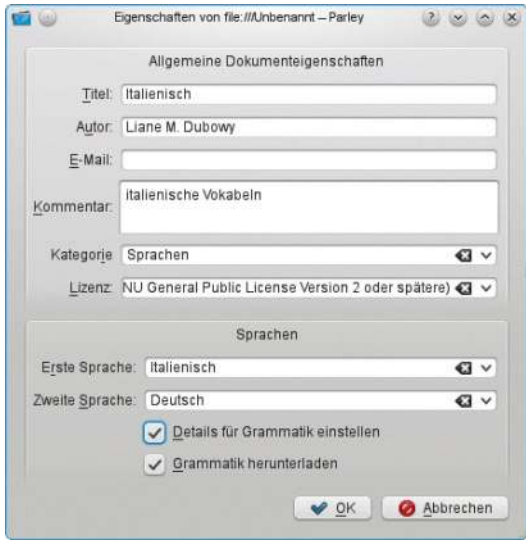 Eigenschaften von file:///Unbenannt – Parley
Allgemeine Dokumenteigenschaften
Titel: Italienisch
Autor: Liane M. Dubowy
E-Mail:
Kommentar: italienische Vokabeln
Kategorie Sprachen
Lizenz: NU General Public License Version 2 oder spätere)
Sprachen
Erste Sprache: Italienisch
Zweite Sprache: Deutsch
Details für Grammatik einstellen
Grammatik herunterladen
OK Abbrechen